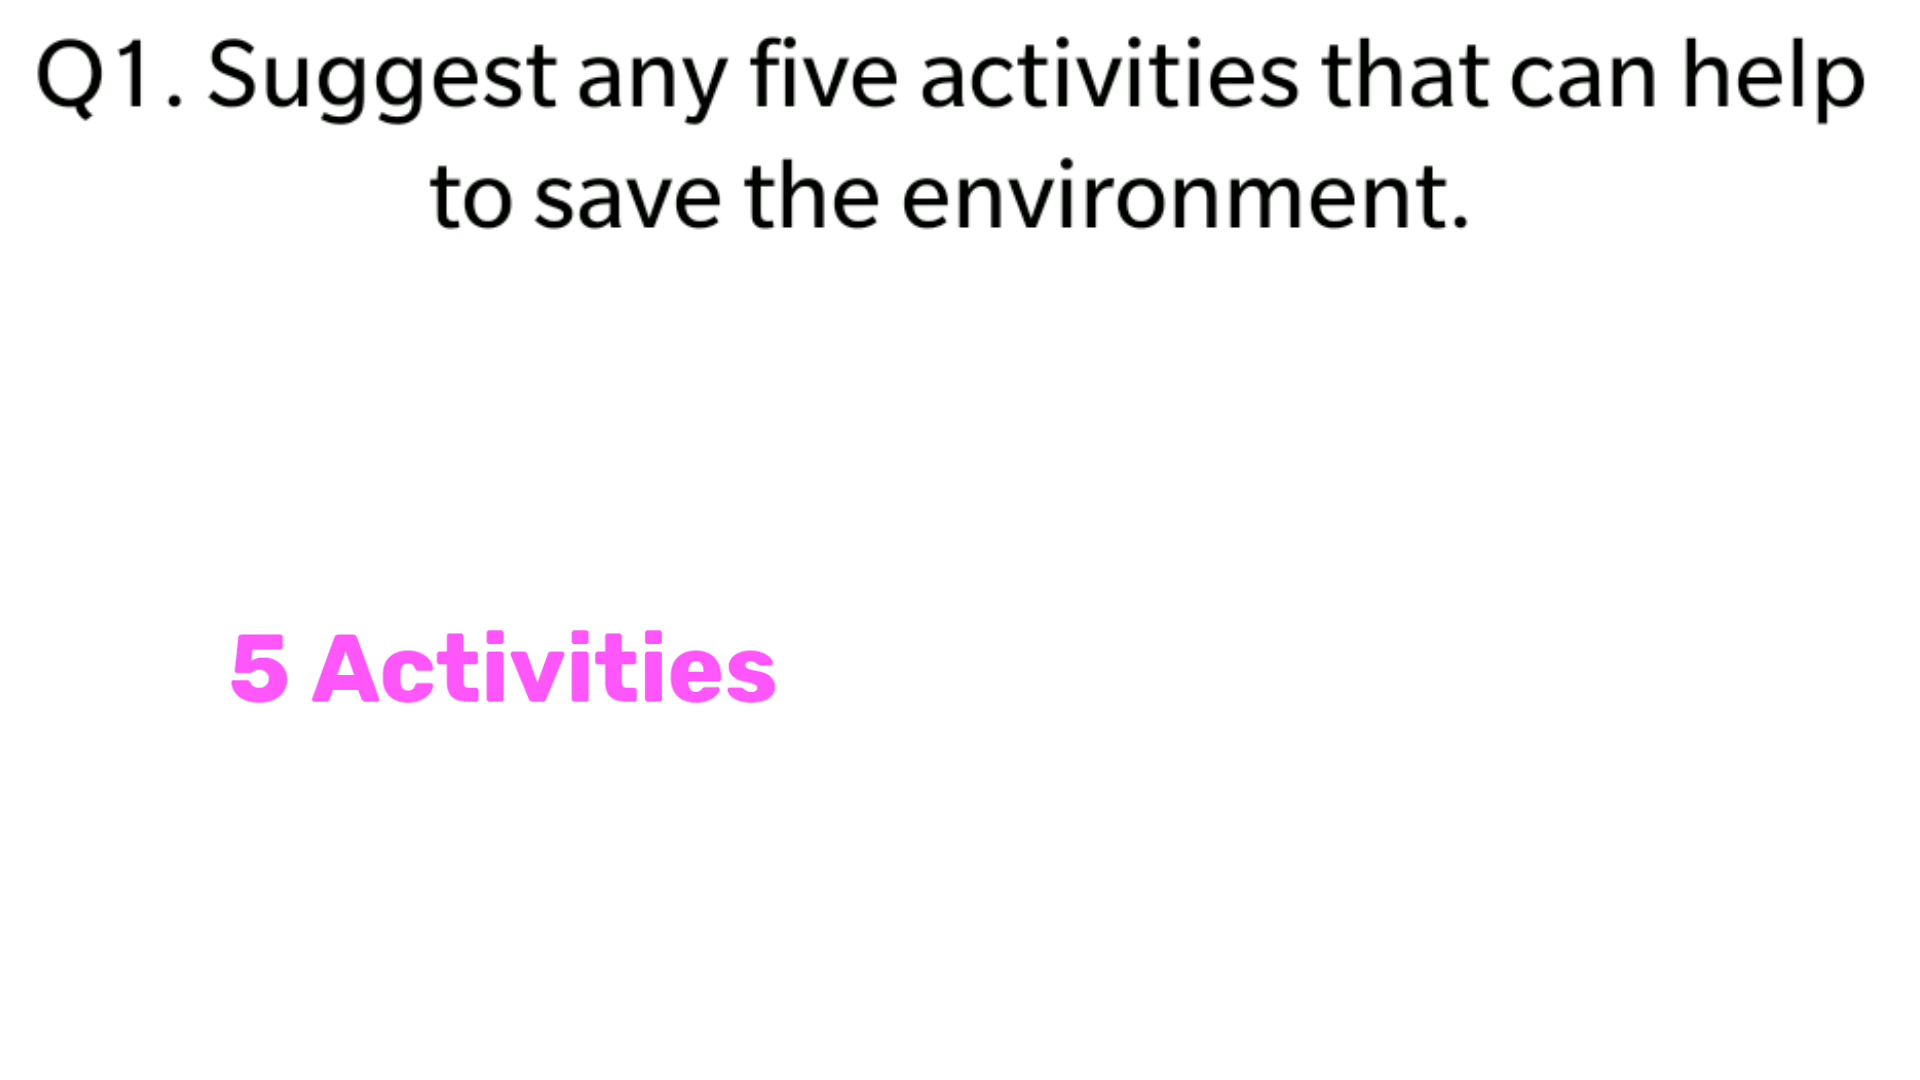 Q1. Suggest any five activities that can help
to save the environment.
5 Activities